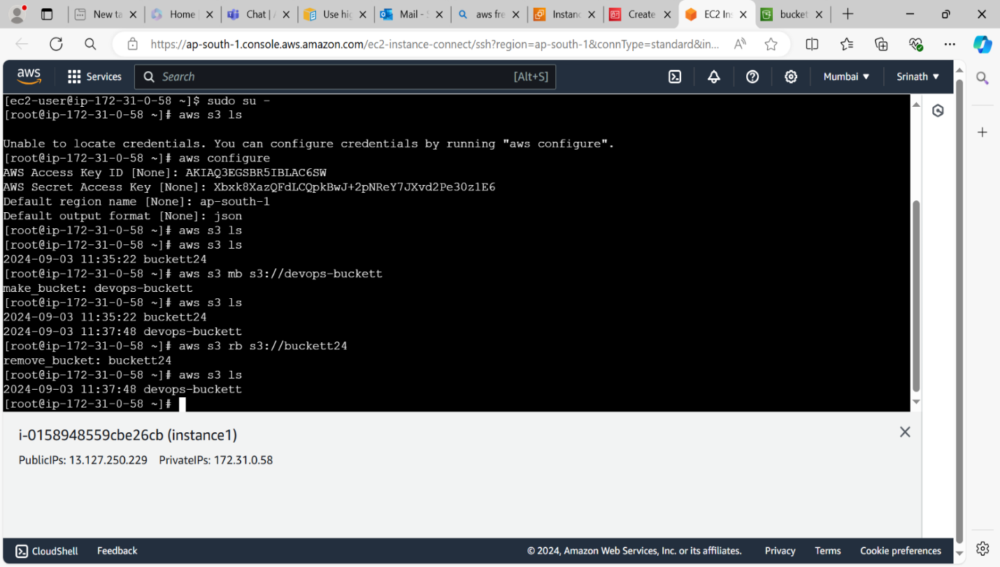 New ta
Home
Chat |
Use hig
Mail -
aws fre
Instanc
Create
EC2 Ins
bucket
https://ap-south-1.console.aws.amazon.com/ec2-instance-connect/ssh?region=ap-south-1&connType=standard&in...
aws Services Search [Alt+S] Mumbai ▼ Srinath ▼
[ec2-user@ip-172-31-0-58 ~]$ sudo su -
[root@ip-172-31-0-58 ~]# aws s3 ls
Unable to locate credentials. You can configure credentials by running "aws configure".
[root@ip-172-31-0-58 ~]# aws configure
AWS Access Key ID [None]: AKIAQ3EGSBR5IBLAC6SW
AWS Secret Access Key [None]:
Default region name [None]: ap-south-1
Default output format [None]: json
[root@ip-172-31-0-58 ~]# aws s3 ls
[root@ip-172-31-0-58 ~]# aws s3 ls
2024-09-03 11:35:22 buckett24
[root@ip-172-31-0-58 ~]# aws s3 mb s3://devops-buckett
make_bucket: devops-buckett
[root@ip-172-31-0-58 ~]# aws s3 ls
2024-09-03 11:35:22 buckett24
2024-09-03 11:37:48 devops-buckett
[root@ip-172-31-0-58 ~]# aws s3 rb s3://buckett24
remove_bucket: buckett24
[root@ip-172-31-0-58 ~]# aws s3 ls
2024-09-03 11:37:48 devops-buckett
[root@ip-172-31-0-58 ~]#
i-0158948559cbe26cb (instance1)
PublicIPs: 13.127.250.229 PrivateIPs: 172.31.0.58
CloudShell Feedback © 2024, Amazon Web Services, Inc. or its affiliates. Privacy Terms Cookie preferences